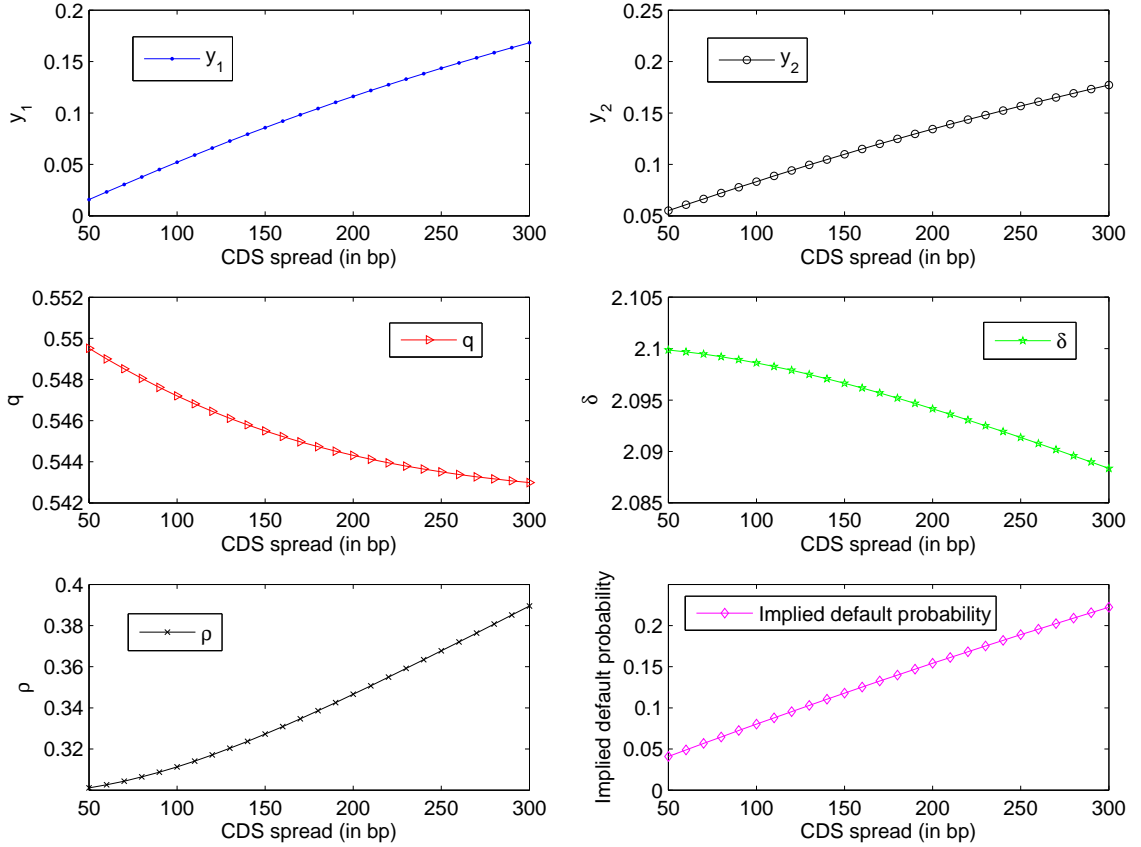 0.2
0.15
0.1
0.05
0
y1
y1
50 100 150 200 250 300
CDS spread (in bp)
0.25
0.2
0.15
0.1
0.05
y2
y2
50 100 150 200 250 300
CDS spread (in bp)
0.552
0.55
0.548
0.546
0.544
0.542
q
q
50 100 150 200 250 300
CDS spread (in bp)
2.105
2.1
2.095
2.09
2.085
δ
δ
50 100 150 200 250 300
CDS spread (in bp)
0.4
0.38
0.36
0.34
0.32
ρ
ρ
50 100 150 200 250 300
CDS spread (in bp)
0.2
0.15
0.1
0.05
0
Implied default probability
Implied default probability
50 100 150 200 250 300
CDS spread (in bp)